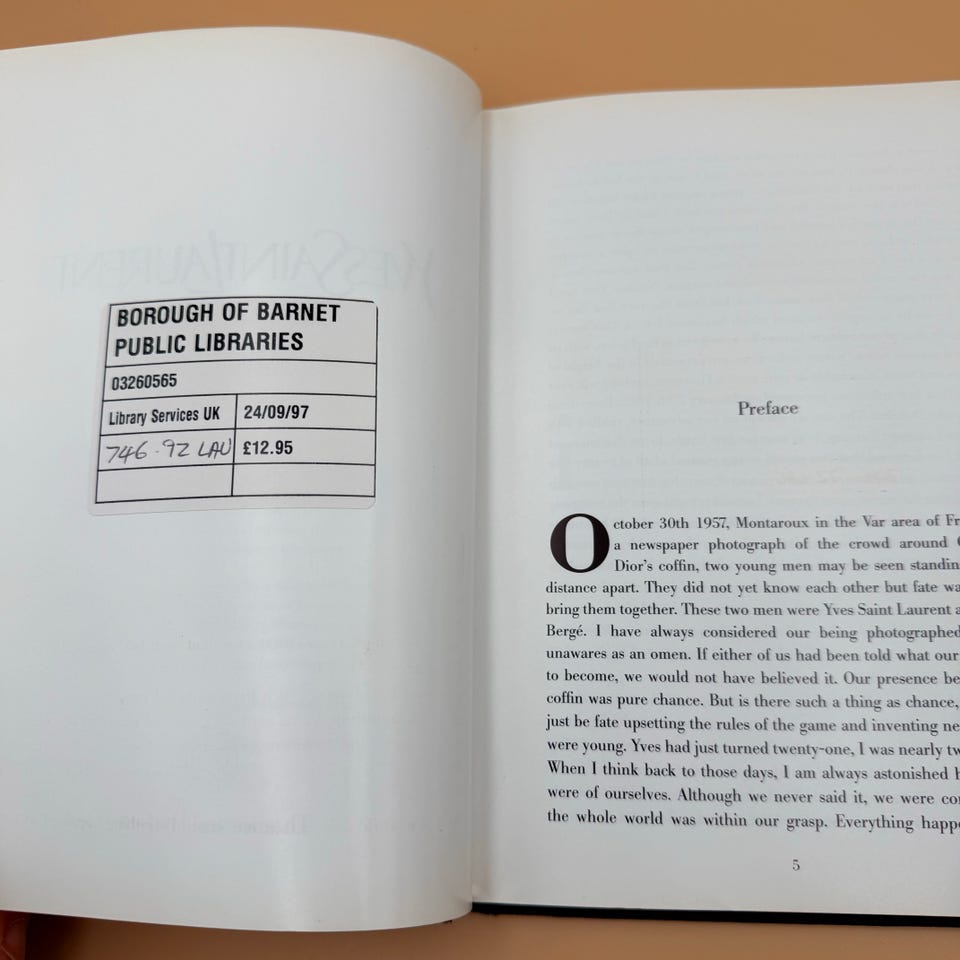 BOROUGH OF BARNET
PUBLIC LIBRARIES
03260565
Library Services UK 24/09/97
746.92 LAU £12.95
Preface
October 30th 1957, Montaroux in the Var area of Fr
a newspaper photograph of the crowd around
Dior's coffin, two young men may be seen standin
distance apart. They did not yet know each other but fate wa
bring them together. These two men were Yves Saint Laurent a
Bergé. I have always considered our being photographed
unawares as an omen. If either of us had been told what our
to become, we would not have believed it. Our presence be
coffin was pure chance. But is there such a thing as chance,
just be fate upsetting the rules of the game and inventing ne
were young. Yves had just turned twenty-one, I was nearly tw
When I think back to those days, I am always astonished h
were of ourselves. Although we never said it, we were co
the whole world was within our grasp. Everything happ
5